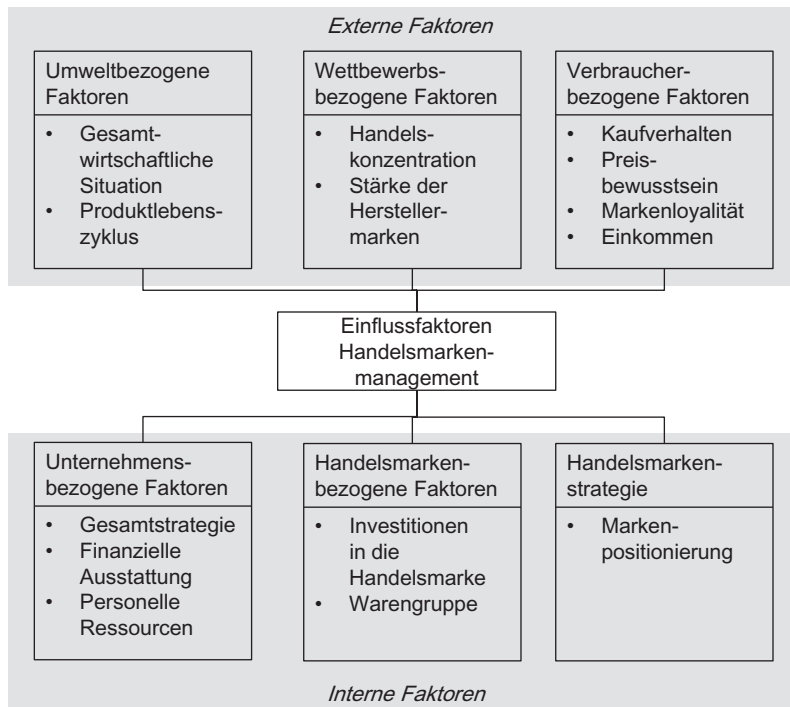 Externe Faktoren
Umweltbezogene
Faktoren
• Gesamt-
wirtschaftliche
Situation
• Produktlebens-
zyklus
Wettbewerbs-
bezogene Faktoren
• Handels-
konzentration
• Stärke der
Hersteller-
marken
Verbraucher-
bezogene Faktoren
• Kaufverhalten
• Preis-
bewusstsein
• Markenloyalität
• Einkommen
Einflussfaktoren
Handelsmarken-
management
Unternehmens-
bezogene Faktoren
• Gesamtstrategie
• Finanzielle
Ausstattung
• Personelle
Ressourcen
Handelsmarken-
bezogene Faktoren
• Investitionen
in die
Handelsmarke
• Warengruppe
Handelsmarken-
strategie
• Marken-
positionierung
Interne Faktoren